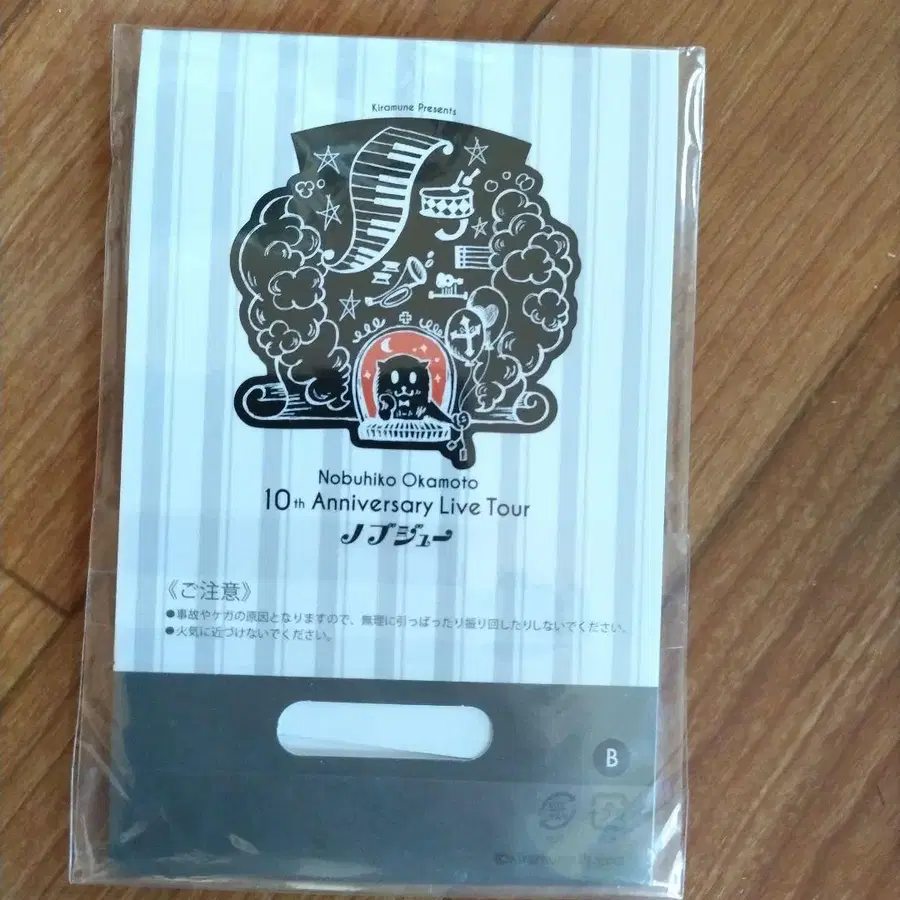 Kiramune Presents
Nobuhiko Okamoto
10th Anniversary Live Tour
ノブジュー
《ご注意》
●事故やケガの原因となりますので、無理に引っぱったり振り回したりしないでください。
●火気に近づけないでください。
B